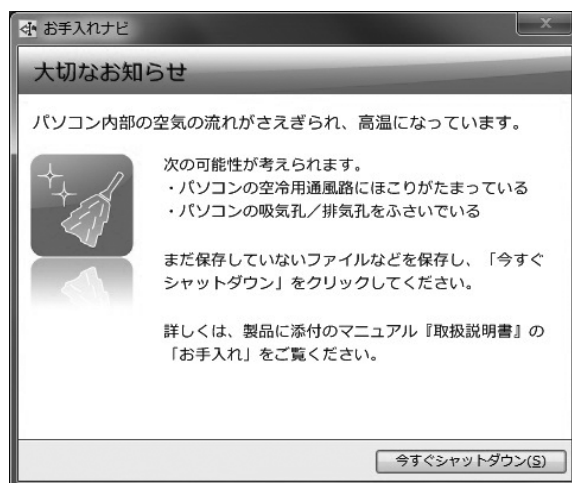 お手入れナビ
大切なお知らせ
パソコン内部の空気の流れがさえぎられ、高温になっています。
次の可能性が考えられます。
・パソコンの空冷用通風路にほこりがたまっている
・パソコンの吸気孔／排気孔をふさいでいる
まだ保存していないファイルなどを保存し、「今すぐ
シャットダウン」をクリックしてください。
詳しくは、製品に添付のマニュアル『取扱説明書』の
「お手入れ」をご覧ください。
今すぐシャットダウン(S)